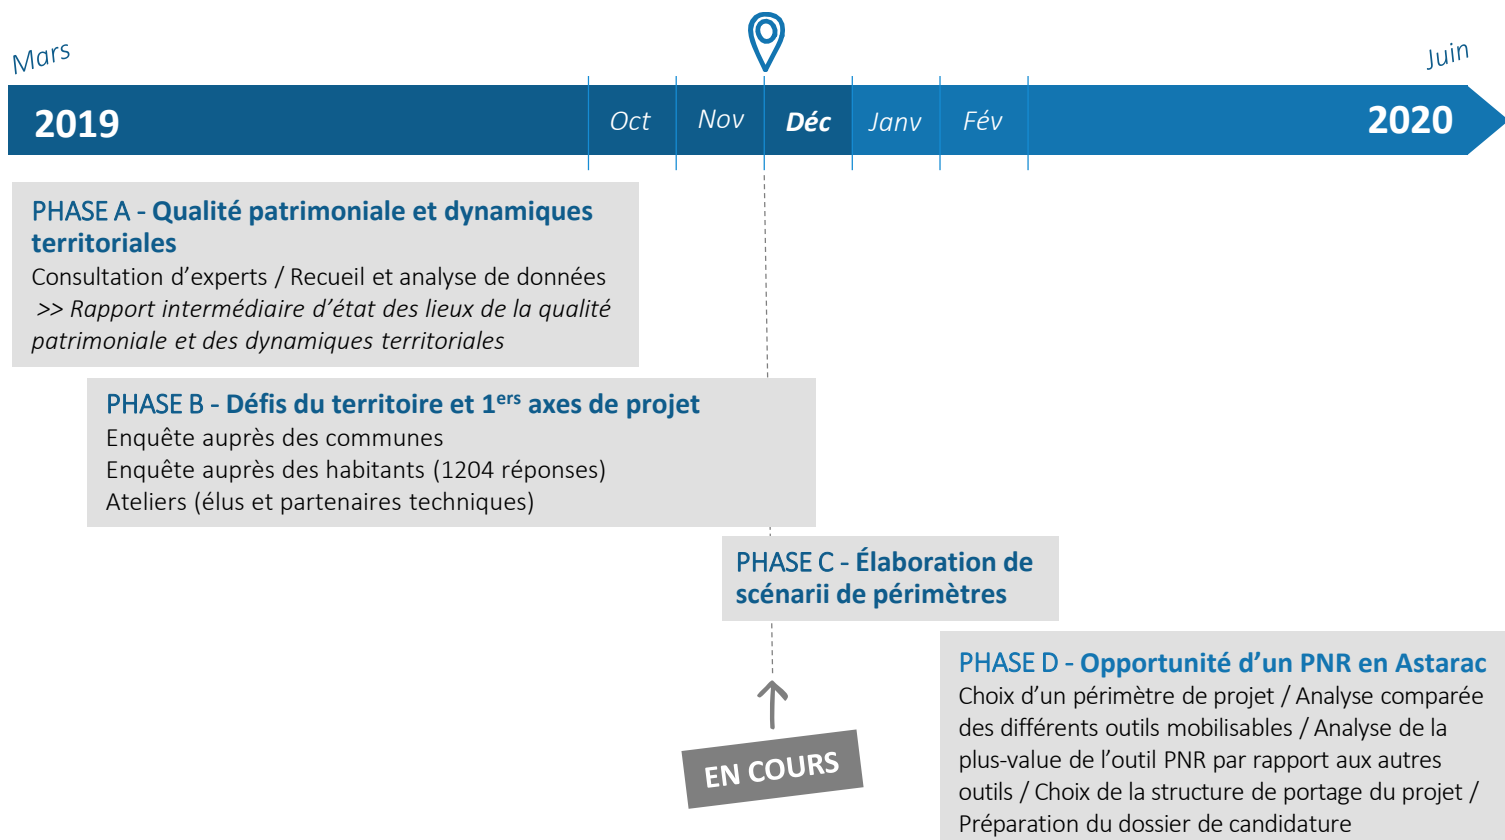 Mars
Juin
2019
Oct
Nov
Déc
Janv
Fév
2020
PHASE A - Qualité patrimoniale et dynamiques
territoriales
Consultation d’experts / Recueil et analyse de données
>> Rapport intermédiaire d’état des lieux de la qualité
patrimoniale et des dynamiques territoriales
PHASE B - Défis du territoire et 1ers axes de projet
Enquête auprès des communes
Enquête auprès des habitants (1204 réponses)
Ateliers (élus et partenaires techniques)
PHASE C - Élaboration de
scénarii de périmètres
PHASE D - Opportunité d’un PNR en Astarac
Choix d’un périmètre de projet / Analyse comparée
des différents outils mobilisables / Analyse de la
plus-value de l’outil PNR par rapport aux autres
outils / Choix de la structure de portage du projet /
Préparation du dossier de candidature
EN COURS